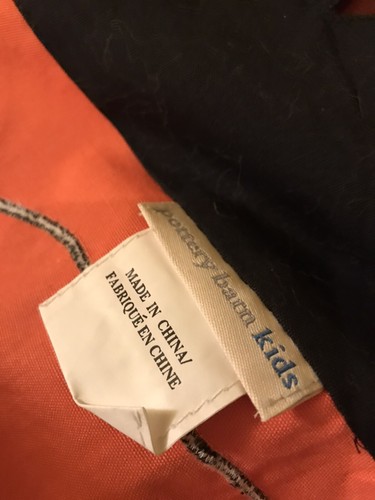 pottery barn kids
MADE IN CHINA/
FABRIQUÉ EN CHINE